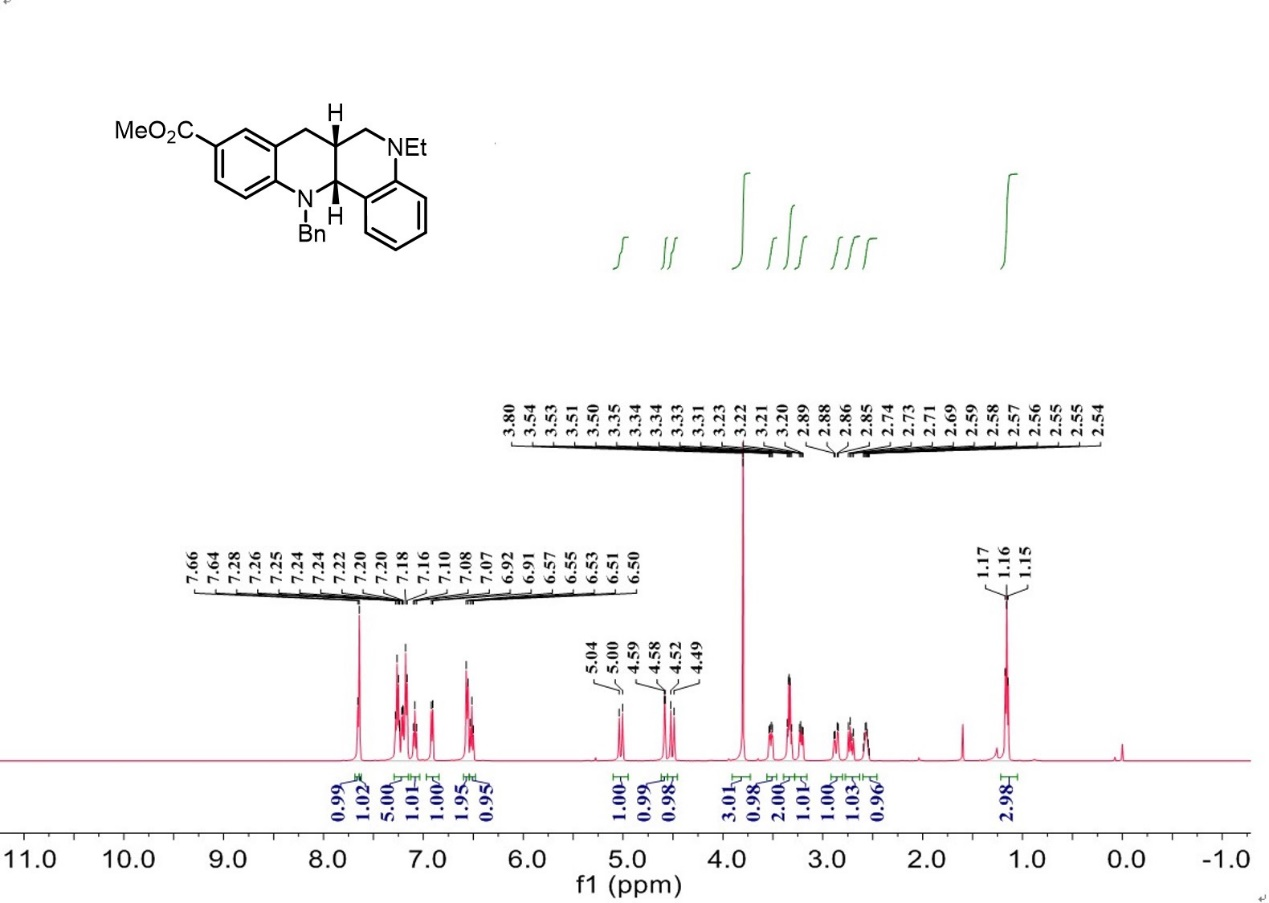 H
MeO2C
NEt
N
H
Bn
3.80 3.54 3.53 3.51 3.50 3.35 3.34 3.34 3.33 3.31 3.23 3.22 3.21 3.20 2.89 2.88 2.86 2.85 2.74 2.73 2.71 2.69 2.59 2.58 2.57 2.56 2.55 2.55 2.54
7.66 7.64 7.28 7.26 7.25 7.24 7.24 7.22 7.20 7.20 7.18 7.16 7.10 7.08 7.07 6.92 6.91 6.57 6.55 6.53 6.51 6.50
1.17 1.16 1.15
5.04 5.00 4.59 4.58 4.52 4.49
0.99 1.02 5.00 1.01 1.00 1.95 0.95 1.00 0.99 0.98 3.01 0.98 2.00 1.01 1.00 1.03 0.96 2.98
11.0 10.0 9.0 8.0 7.0 6.0 5.0 4.0 3.0 2.0 1.0 0.0 -1.0
f1 (ppm)